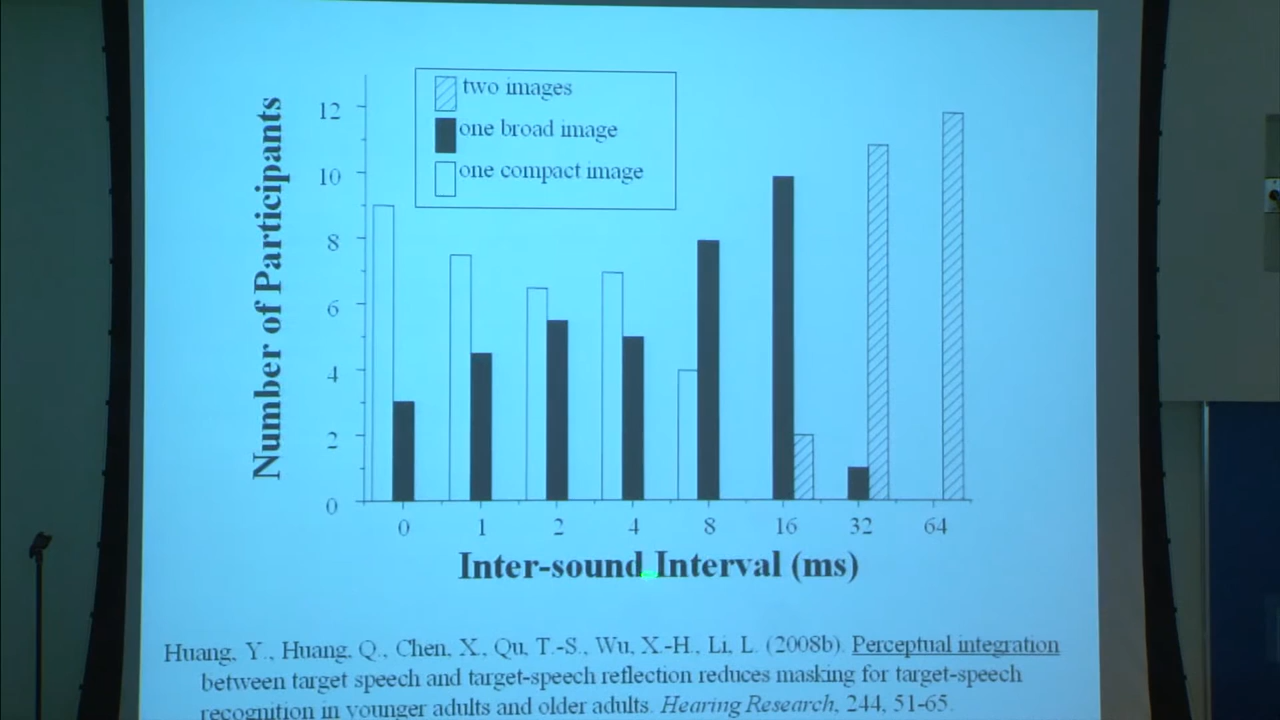 two images
one broad image
one compact image
Number of Participants
12
10
8
6
4
2
0
0 1 2 4 8 16 32 64
Inter-sound Interval (ms)
Huang, Y., Huang, Q., Chen, X., Qu, T.-S., Wu, X.-H., Li, L. (2008b). Perceptual integration
between target speech and target-speech reflection reduces masking for target-speech
recognition in younger adults and older adults. Hearing Research, 244, 51-65.